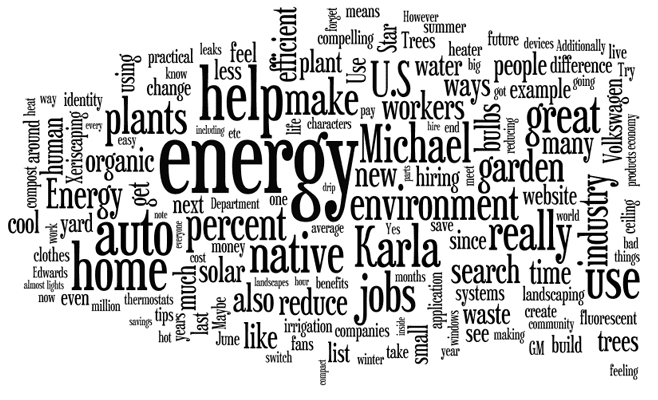 forget means However
compelling Star Trees summer
efficient future devices Additionally live
practical leaks feel plant Use heater big people difference Try
using know less U.S water ways got example going
change help make pay workers bulbs great Volkswagen
heat way identity plants including etc life characters hire end reducing many
compost around human Xeriscaping every easy energy Michael meet garden products economy
organic new parts hiring
Energy get next Department one drip environment website industry ceiling
cool work yard note everyone percent average Yes save since really world bad
clothes auto money native Karla things
Edwards home cost solar landscapes hour benefits months search time use
almost lights much
now even million thermostats years last also reduce jobs application systems landscaping
savings tips Maybe irrigation companies inside small windows waste create community fluorescent
hot June like fans list winter take year see making GM build trees
switch compact feeling